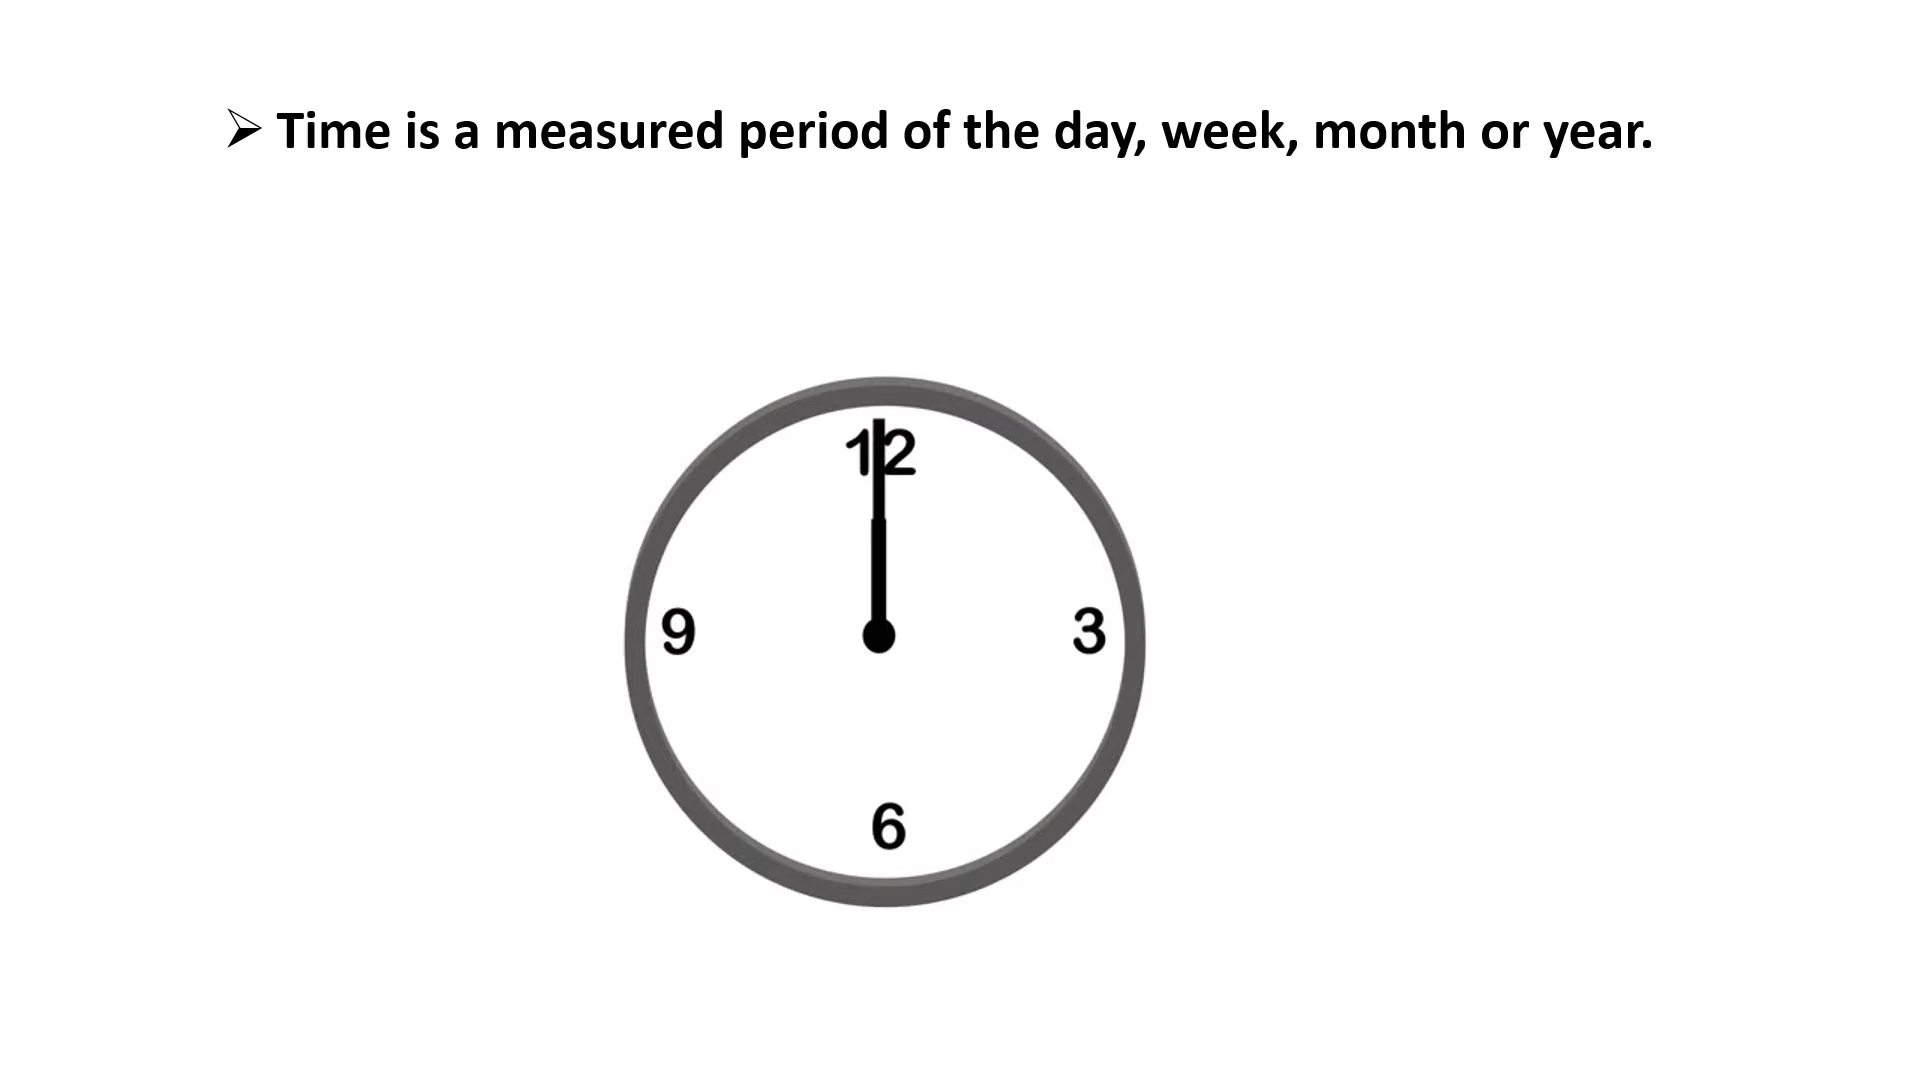 ➢ Time is a measured period of the day, week, month or year.
12
9 3
6